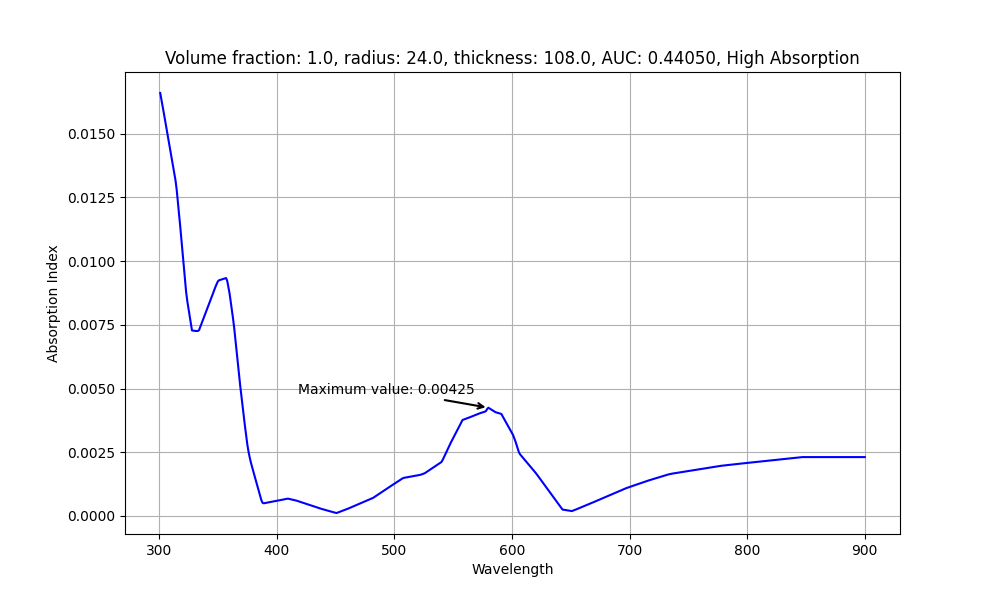 Volume fraction: 1.0, radius: 24.0, thickness: 108.0, AUC: 0.44050, High Absorption
0.0150
0.0125
0.0100
0.0075
0.0050
0.0025
0.0000
Absorption Index
Maximum value: 0.00425
300 400 500 600 700 800 900
Wavelength